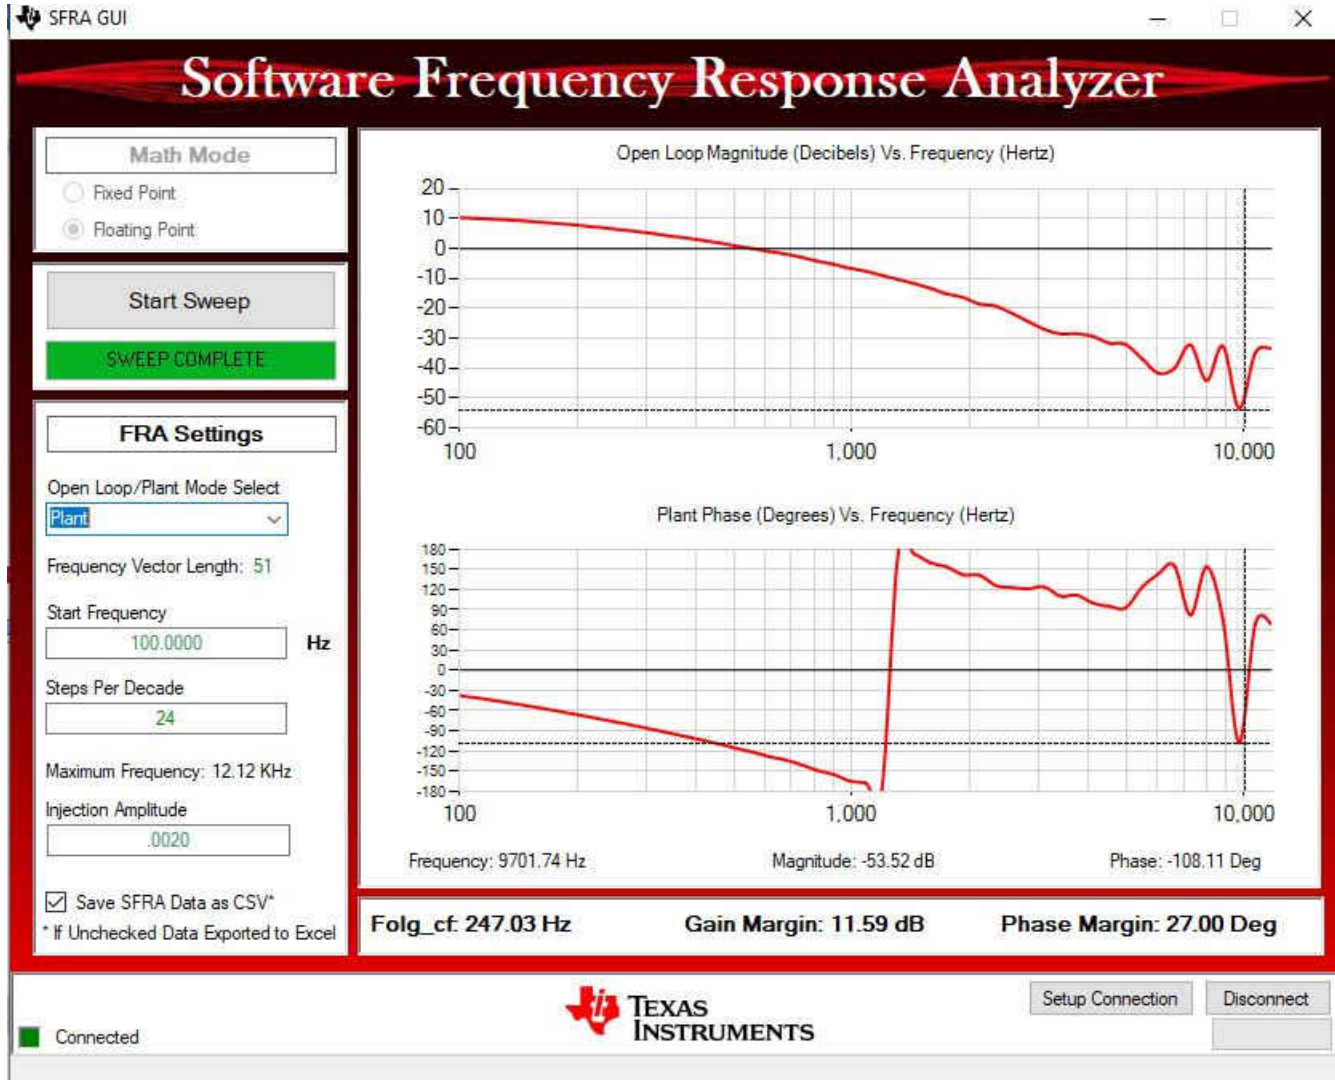 SFRA GUI
Software Frequency Response Analyzer
Math Mode
Fixed Point
Floating Point
Start Sweep
SWEEP COMPLETE
FRA Settings
Open Loop/Plant Mode Select
Plant
Frequency Vector Length: 51
Start Frequency
100.0000 Hz
Steps Per Decade
24
Maximum Frequency: 12.12 KHz
Injection Amplitude
.0020
Save SFRA Data as CSV*
* If Unchecked Data Exported to Excel
Open Loop Magnitude (Decibels) Vs. Frequency (Hertz)
20
10
0
-10
-20
-30
-40
-50
-60
100 1,000 10,000
Plant Phase (Degrees) Vs. Frequency (Hertz)
180
150
120
90
60
30
0
-30
-60
-90
-120
-150
-180
100 1,000 10,000
Frequency: 9701.74 Hz Magnitude: -53.52 dB Phase: -108.11 Deg
Folg_cf: 247.03 Hz Gain Margin: 11.59 dB Phase Margin: 27.00 Deg
Connected
TEXAS
INSTRUMENTS
Setup Connection Disconnect